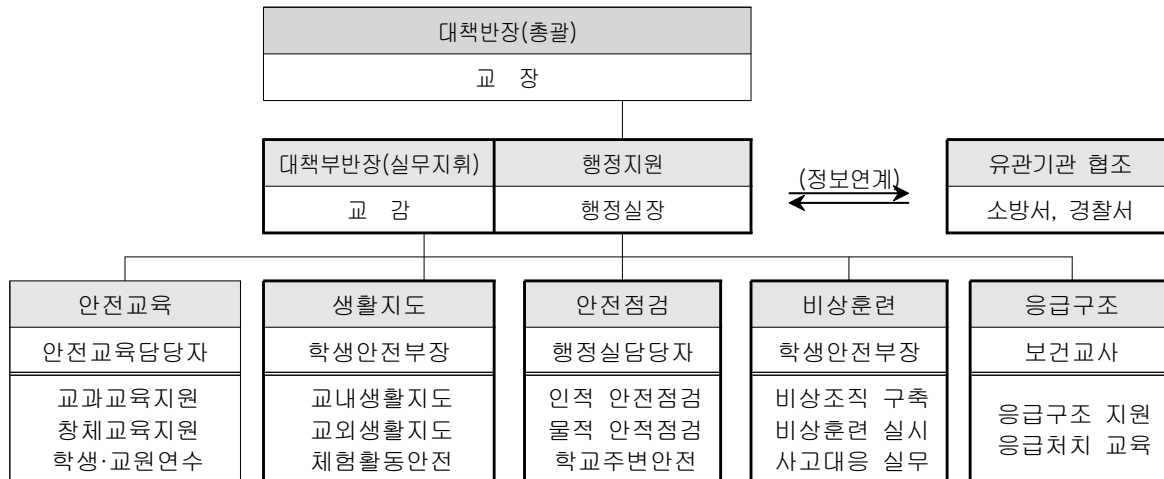 대책반장(총괄)
교 장
대책부반장(실무지휘)
행정지원
교 감
행정실장
(정보연계)
유관기관 협조
소방서, 경찰서
안전교육
안전교육담당자
교과교육지원
창체교육지원
학생·교원연수
생활지도
학생안전부장
교내생활지도
교외생활지도
체험활동안전
안전점검
행정실담당자
인적 안전점검
물적 안적점검
학교주변안전
비상훈련
학생안전부장
비상조직 구축
비상훈련 실시
사고대응 실무
응급구조
보건교사
응급구조 지원
응급처치 교육